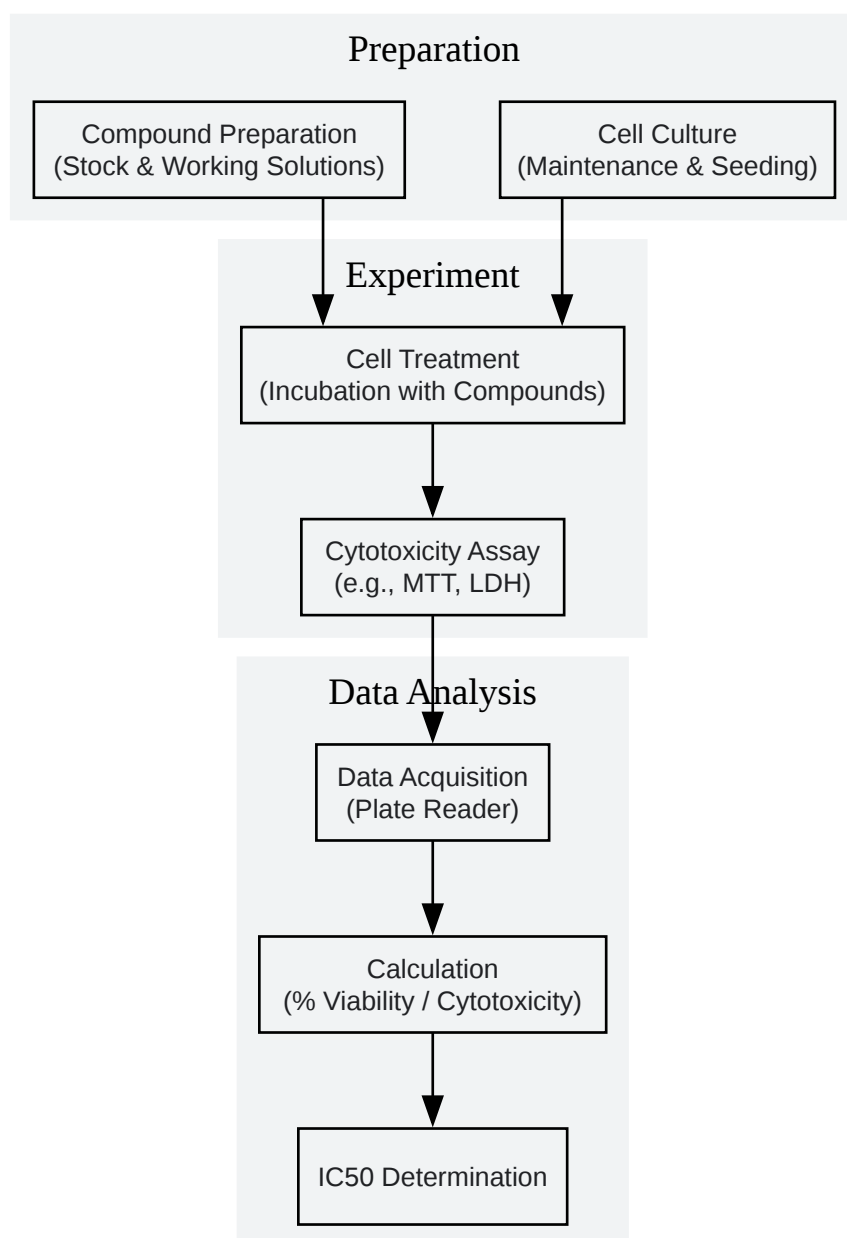 Preparation
Compound Preparation
(Stock & Working Solutions)
Cell Culture
(Maintenance & Seeding)
Experiment
Cell Treatment
(Incubation with Compounds)
Cytotoxicity Assay
(e.g., MTT, LDH)
Data Analysis
Data Acquisition
(Plate Reader)
Calculation
(% Viability / Cytotoxicity)
IC50 Determination